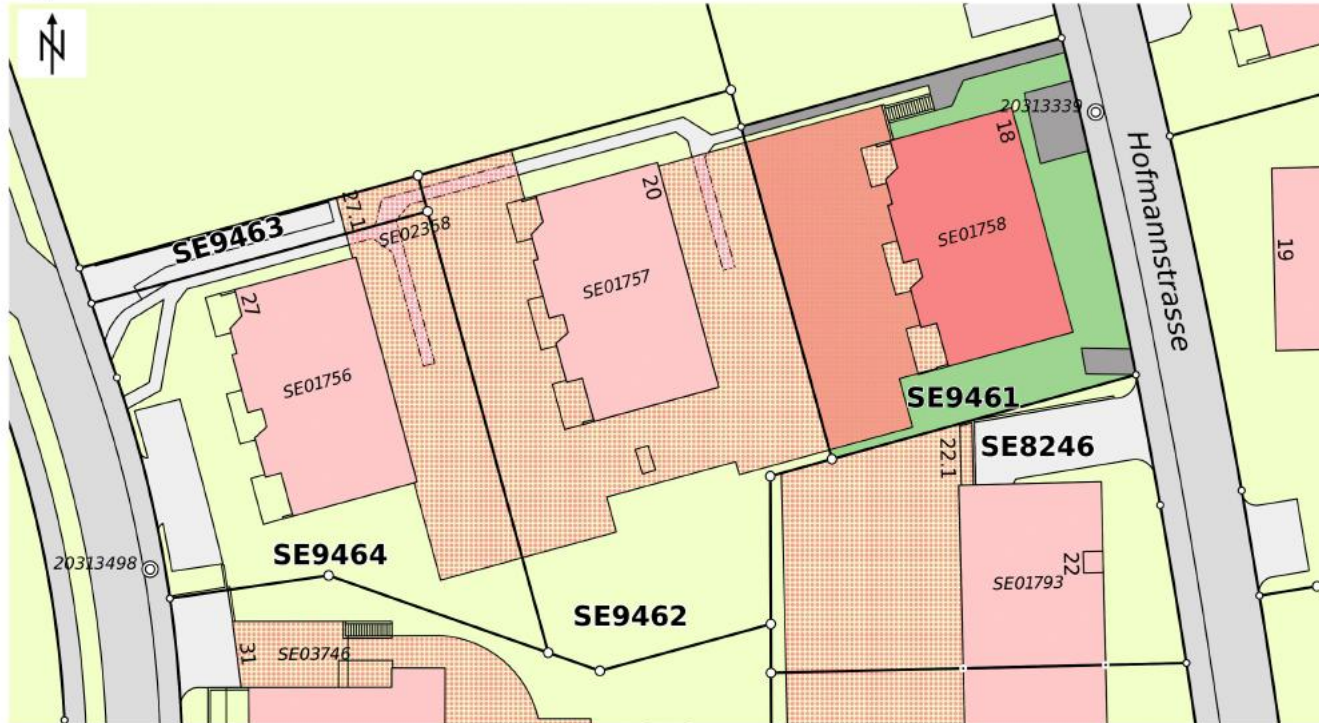 N
20313339
18
Hofmannstrasse
20
27.1
SE9463
SE02358
SE01758
19
SE01757
27
SE01756
SE9461
22.1
SE8246
SE9464
20313498
22
SE01793
SE9462
31
SE03746